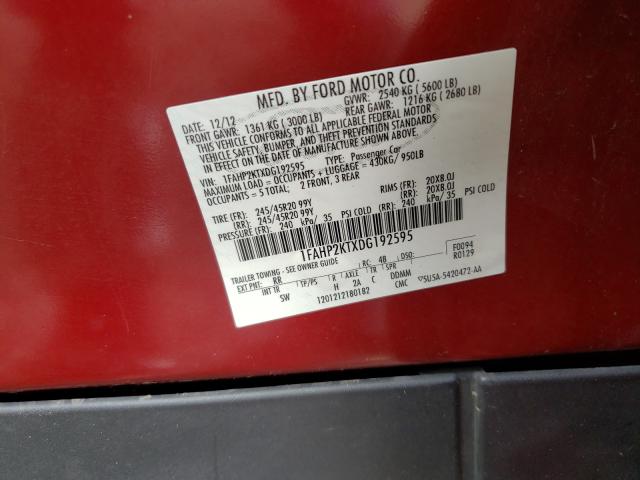 MFD. BY FORD MOTOR CO.
DATE: 12/12 GVWR: 2540 KG ( 5600 LB)
FRONT GAWR: 1361 KG ( 3000 LB) REAR GAWR: 1216 KG ( 2680 LB)
THIS VEHICLE CONFORMS TO ALL APPLICABLE FEDERAL MOTOR
VEHICLE SAFETY, BUMPER, AND THEFT PREVENTION STANDARDS
IN EFFECT ON THE DATE OF MANUFACTURE SHOWN ABOVE.
VIN: 1FAHP2KTXDG192595 TYPE: Passenger Car
MAXIMUM LOAD = OCCUPANTS + LUGGAGE = 430KG/ 950LB
OCCUPANTS = 5 TOTAL; 2 FRONT, 3 REAR
TIRE (FR): 245/45R20 99Y RIMS (FR): 20X8.0J
(RR): 245/45R20 99Y (RR): 20X8.0J
PRESSURE (FR): 240 kPa/ 35 PSI COLD (RR): 240 kPa/ 35 PSI COLD
1FAHP2KTXDG192595
TRAILER TOWING - SEE OWNER GUIDE F0094
EXT PNT: RR RC: 48 DSO: R0129
INT TR TP/PS R AXLE TR SPR
SW H 2A C DDMM
CMC 5U5A-5420472-AA
1201212180182